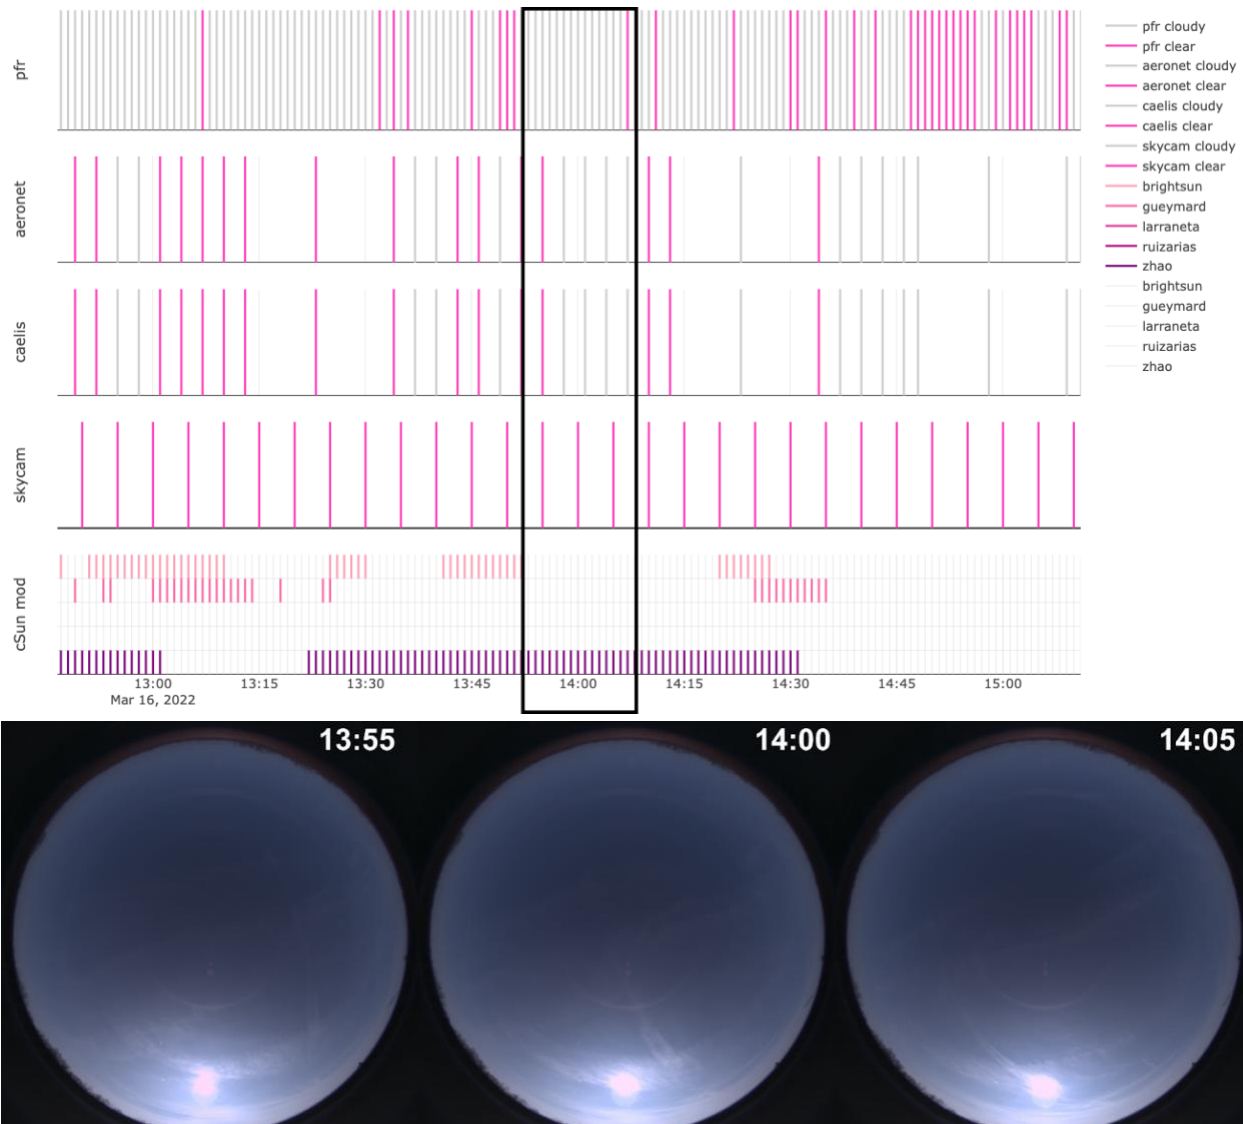 pfr
aeronet
caelis
skycam
cSun mod
pfr cloudy
pfr clear
aeronet cloudy
aeronet clear
caelis cloudy
caelis clear
skycam cloudy
skycam clear
brightsun
gueymard
larraneta
ruizarias
zhao
brightsun
gueymard
larraneta
ruizarias
zhao
13:00 13:15 13:30 13:45 14:00 14:15 14:30 14:45 15:00
Mar 16, 2022
13:55 14:00 14:05